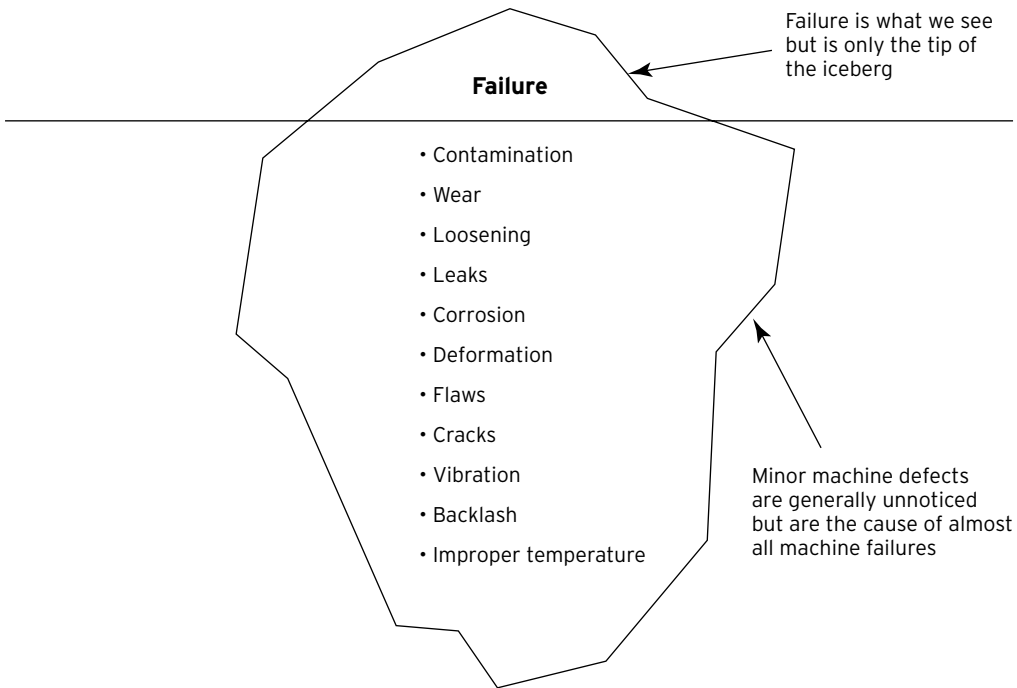 Failure is what we see
but is only the tip of
the iceberg
Failure
• Contamination
• Wear
• Loosening
• Leaks
• Corrosion
• Deformation
• Flaws
• Cracks
• Vibration
• Backlash
• Improper temperature
Minor machine defects
are generally unnoticed
but are the cause of almost
all machine failures